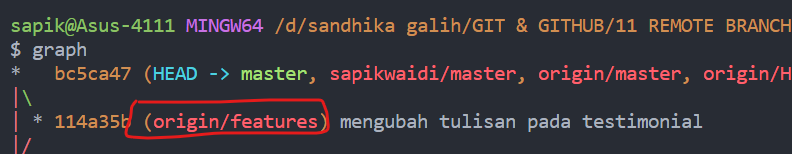 sapik@Asus-4111 MINGW64 /d/sandhika galih/GIT & GITHUB/11 REMOTE BRANCH
$ graph
*   bc5ca47 (HEAD -> master, sapikwaidi/master, origin/master, origin/H
|\
| * 114a35b (origin/features) mengubah tulisan pada testimonial
|/